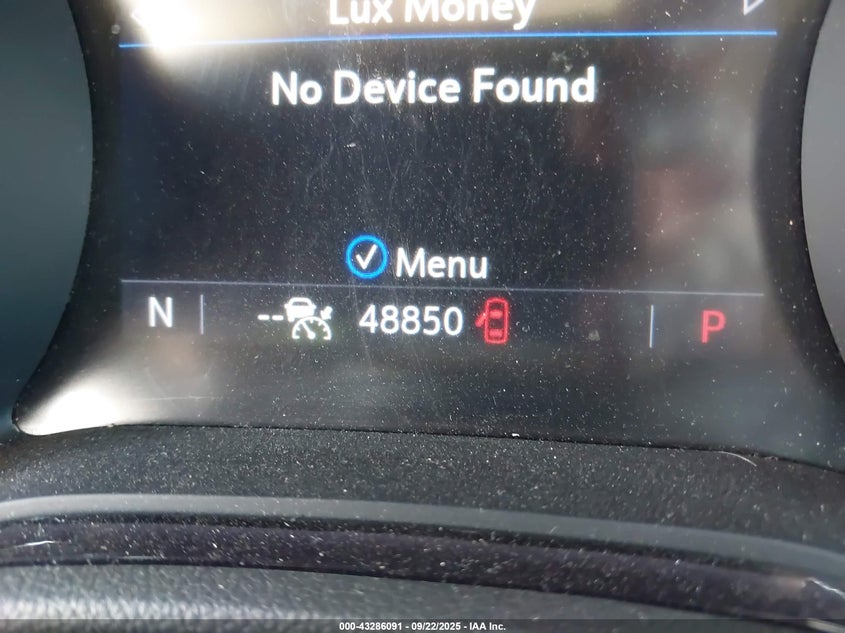 Lux Money
No Device Found
Menu
N -- 48850 P
000-43286091 - 09/22/2025 - IAA Inc.